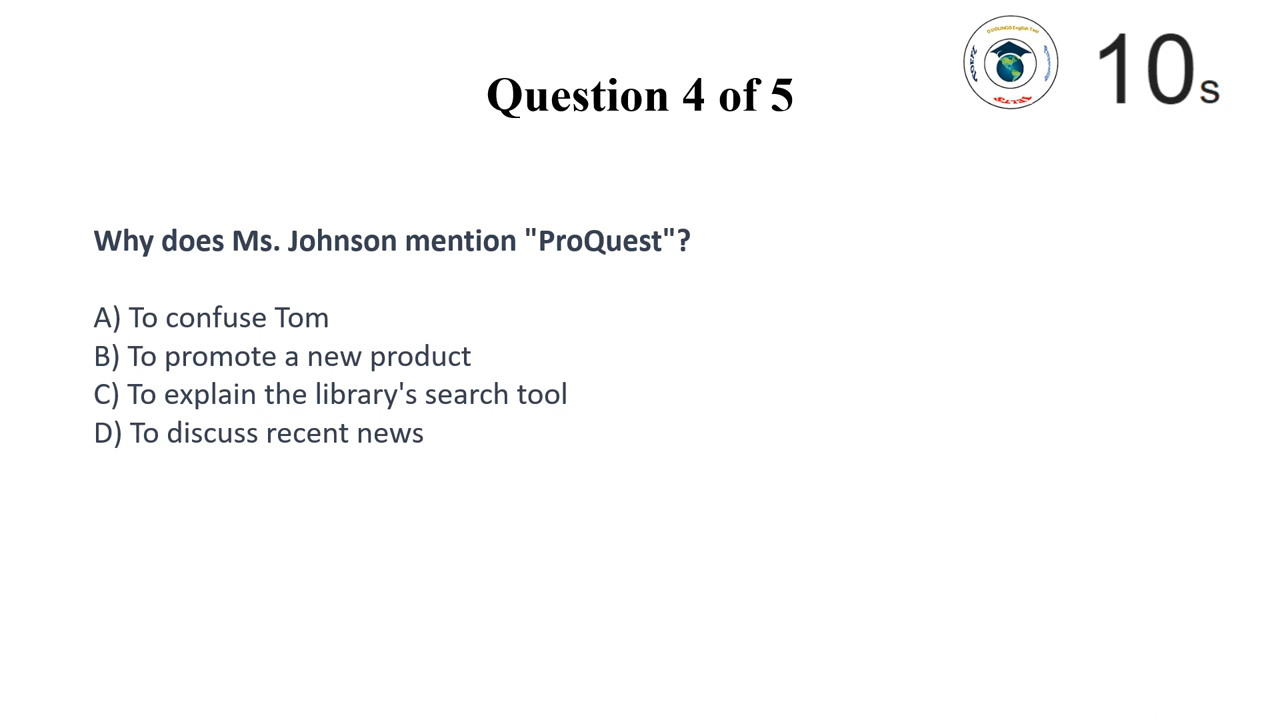 10s
Question 4 of 5
Why does Ms. Johnson mention "ProQuest"?
A) To confuse Tom
B) To promote a new product
C) To explain the library's search tool
D) To discuss recent news